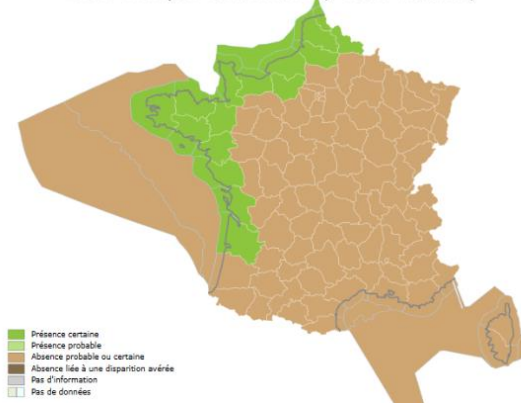 Présence certaine
Présence probable
Absence probable ou certaine
Absence liée à une disparition avérée
Pas d'information
Pas de données